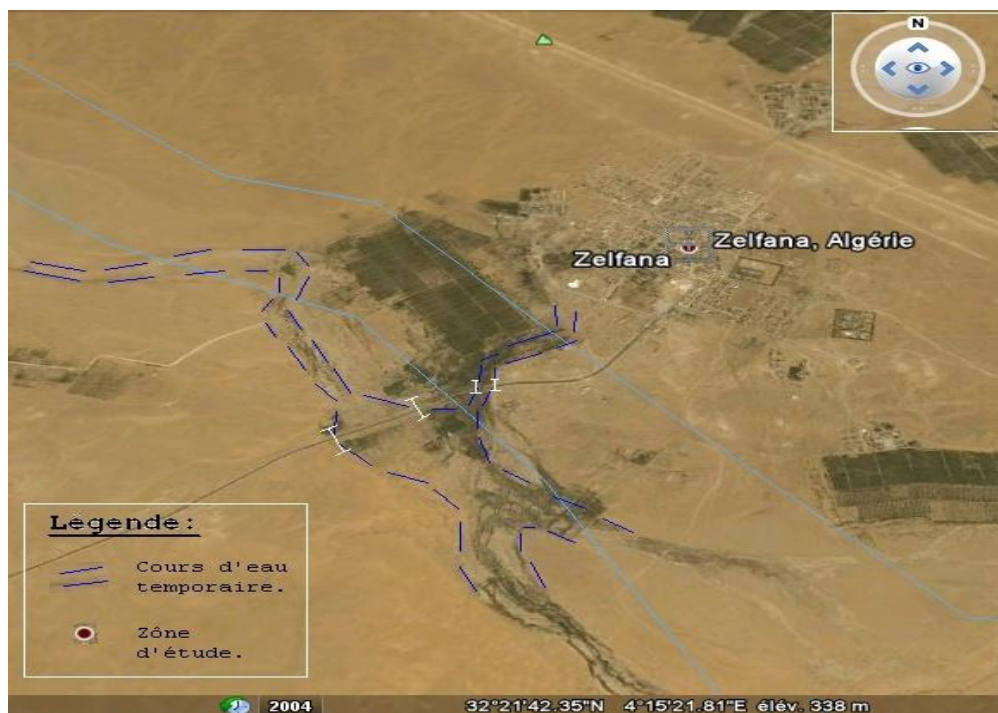 N
Zelfana, Algérie
Zelfana
Légende:
Cours d'eau
temporaire.
Zône
d'étude.
2004
32°21'42.35"N 4°15'21.81"E élév. 338 m